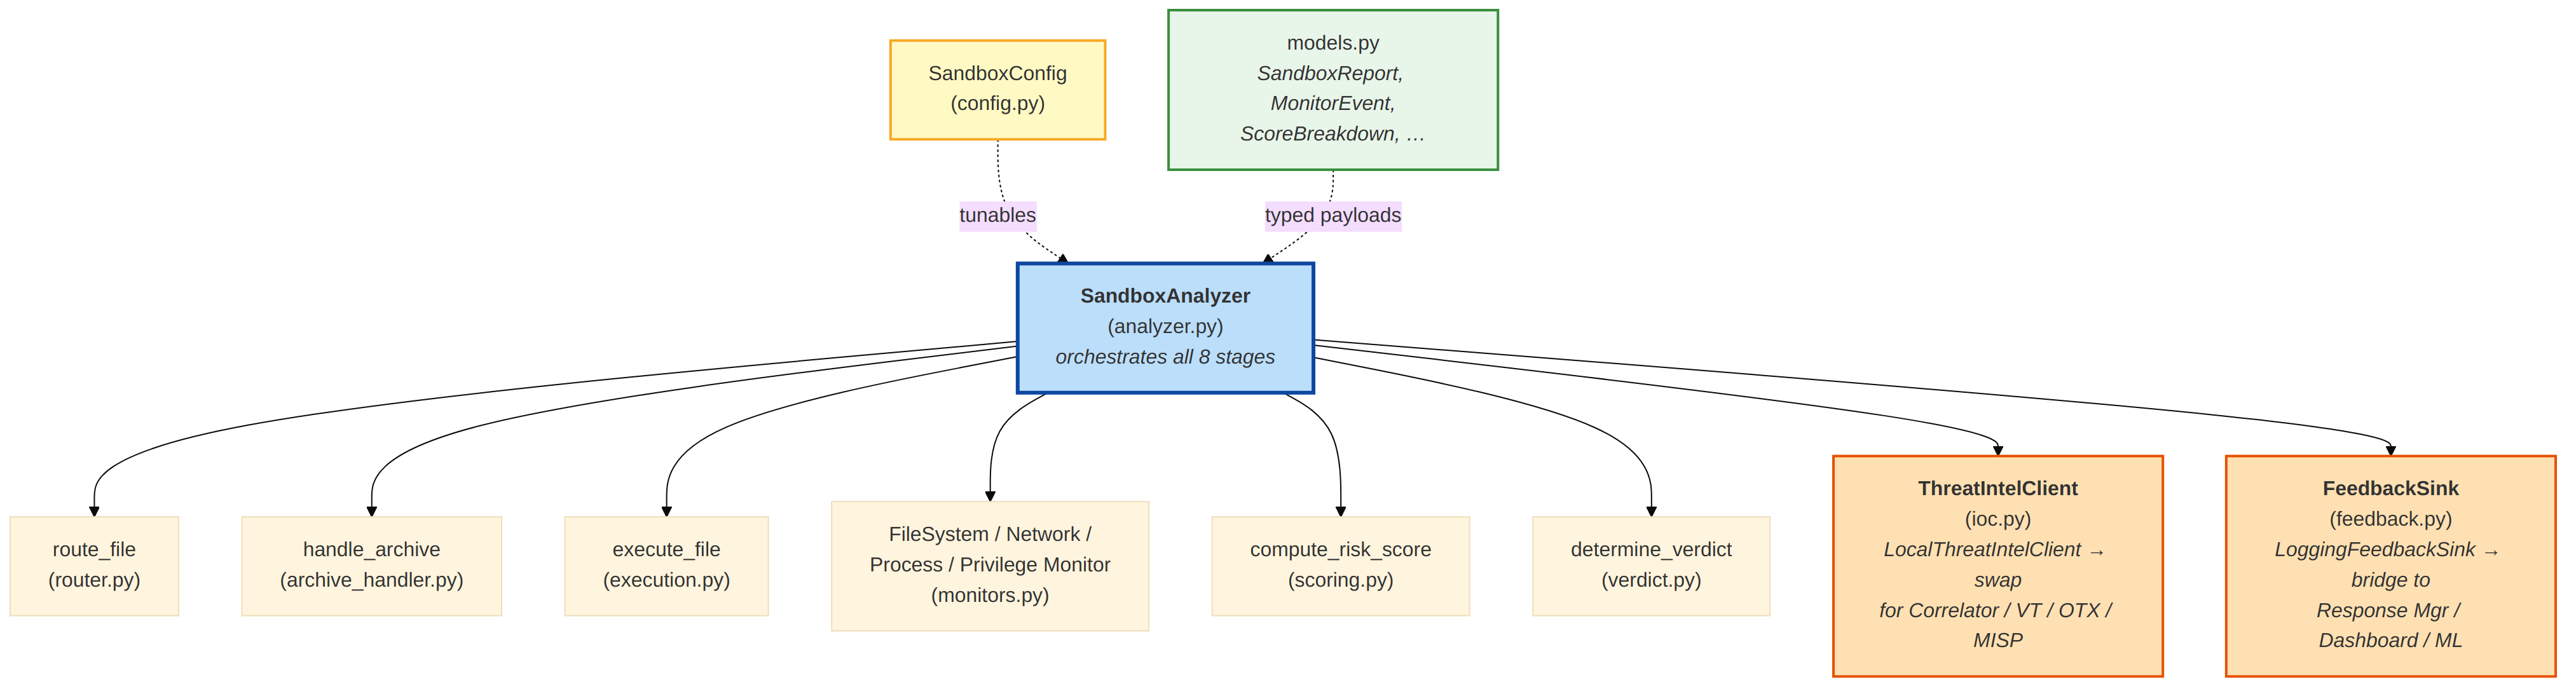 SandboxConfig
(config.py)
models.py
SandboxReport,
MonitorEvent,
ScoreBreakdown, …
tunables
typed payloads
SandboxAnalyzer
(analyzer.py)
orchestrates all 8 stages
route_file
(router.py)
handle_archive
(archive_handler.py)
execute_file
(execution.py)
FileSystem / Network /
Process / Privilege Monitor
(monitors.py)
compute_risk_score
(scoring.py)
determine_verdict
(verdict.py)
ThreatIntelClient
(ioc.py)
LocalThreatIntelClient →
swap
for Correlator / VT / OTX /
MISP
FeedbackSink
(feedback.py)
LoggingFeedbackSink →
bridge to
Response Mgr /
Dashboard / ML